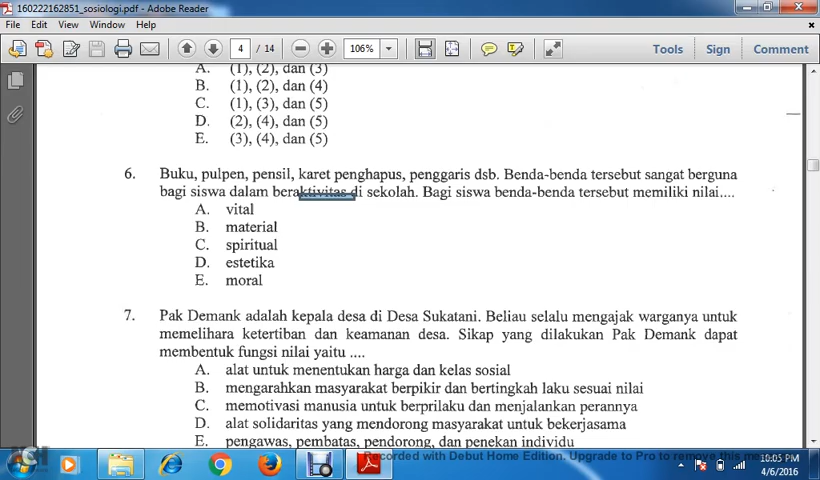 160222162851_sosiologi.pdf - Adobe Reader
File Edit View Window Help
4 / 14 106% Tools Sign Comment
A. (1), (2), dan (3)
B. (1), (2), dan (4)
C. (1), (3), dan (5)
D. (2), (4), dan (5)
E. (3), (4), dan (5)
6. Buku, pulpen, pensil, karet penghapus, penggaris dsb. Benda-benda tersebut sangat berguna
bagi siswa dalam beraktivitas di sekolah. Bagi siswa benda-benda tersebut memiliki nilai....
A. vital
B. material
C. spiritual
D. estetika
E. moral
7. Pak Demank adalah kepala desa di Desa Sukatani. Beliau selalu mengajak warganya untuk
memelihara ketertiban dan keamanan desa. Sikap yang dilakukan Pak Demank dapat
membentuk fungsi nilai yaitu ....
A. alat untuk menentukan harga dan kelas sosial
B. mengarahkan masyarakat berpikir dan bertingkah laku sesuai nilai
C. memotivasi manusia untuk berprilaku dan menjalankan perannya
D. alat solidaritas yang mendorong masyarakat untuk bekerjasama
E. pengawas, pembatas, pendorong, dan penekan individu
Recorded with Debut Home Edition. Upgrade to Pro to remove this
10:05 PM
4/6/2016